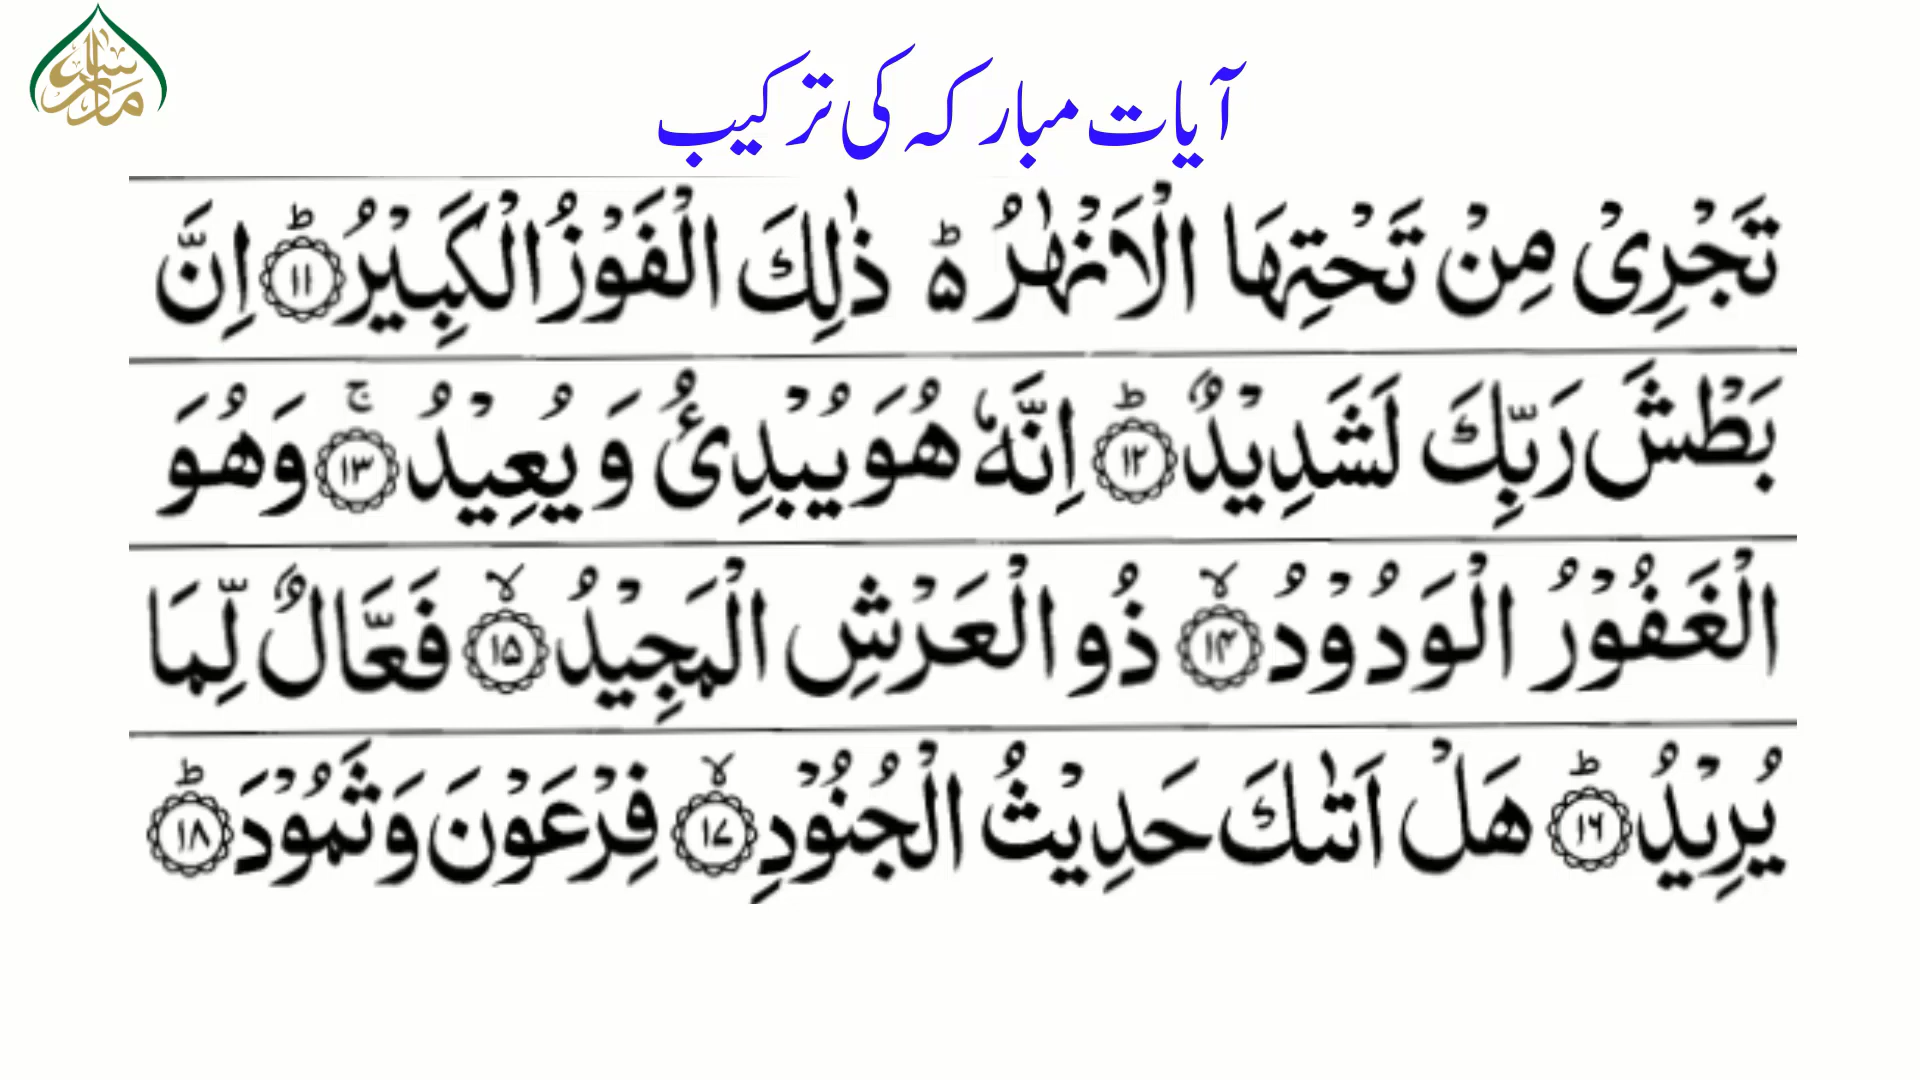 مدارس
آیات مبارکہ کی ترکیب
تَجْرِیْ مِنْ تَحْتِهَا الْاَنْهٰرُ ؕ۬ ذٰلِكَ الْفَوْزُ الْكَبِیْرُ ؕ۱۱ اِنَّ
بَطْشَ رَبِّكَ لَشَدِیْدٌ ؕ۱۲ اِنَّهٗ هُوَ یُبْدِئُ وَ یُعِیْدُ ۚ۱۳ وَ هُوَ
الْغَفُوْرُ الْوَدُوْدُ ۙ۱۴ ذُو الْعَرْشِ الْمَجِیْدُ ۙ۱۵ فَعَّالٌ لِّمَا
یُرِیْدُ ؕ۱۶ هَلْ اَتٰىكَ حَدِیْثُ الْجُنُوْدِ ۙ۱۷ فِرْعَوْنَ وَ ثَمُوْدَ ؕ۱۸